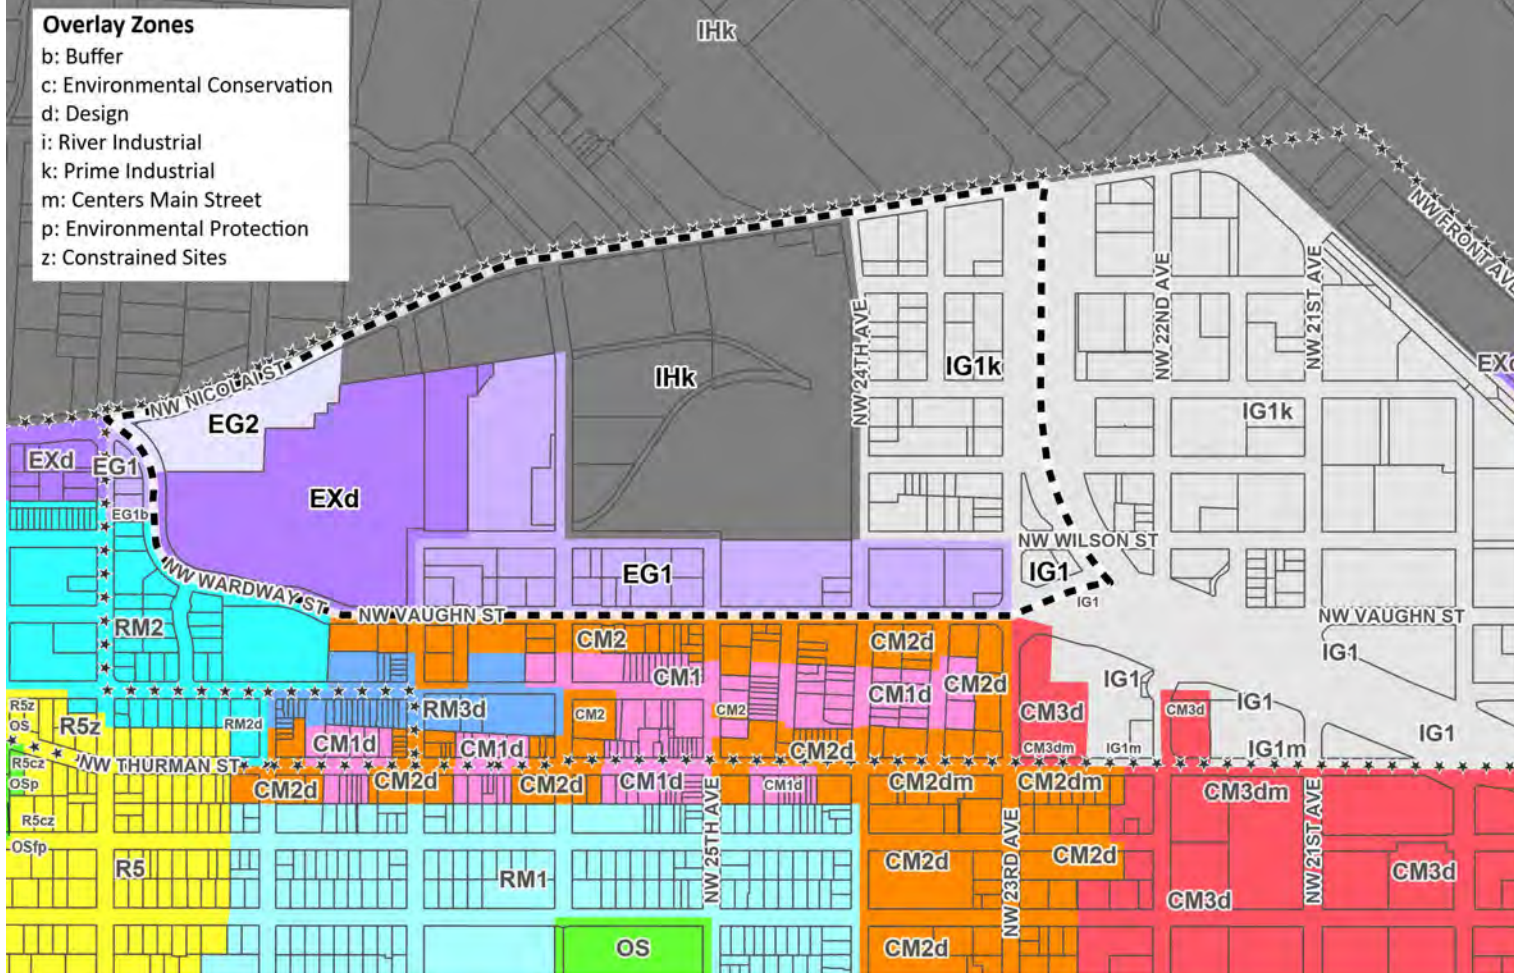 Overlay Zones
b: Buffer
c: Environmental Conservation
d: Design
i: River Industrial
k: Prime Industrial
m: Centers Main Street
p: Environmental Protection
z: Constrained Sites
IHk
NW FRONT AVE
NW 24TH AVE
NW 22ND AVE
NW 21ST AVE
NW NICOLAI ST
IHk
IG1k
EXd
IG1k
EG2
EXd
EG1
EXd
EG1b
NW WILSON ST
EG1
IG1
IG1
NW WARDWAY ST
NW VAUGHN ST
NW VAUGHN ST
RM2
CM2
CM2d
IG1
CM1
IG1
CM1d
CM2d
R5z
OS
R5z
RM2d
RM3d
CM2
CM2
CM3d
CM3d
IG1
IG1
CM1d
CM1d
CM2d
CM3dm
IG1m
IG1m
R5cz
OSp
NW THURMAN ST
CM2d
CM2d
CM2d
CM1d
CM1d
CM2dm
CM2dm
CM3dm
R5cz
OSfp
R5
RM1
NW 25TH AVE
CM2d
NW 23RD AVE
CM2d
NW 21ST AVE
CM3d
CM3d
OS
CM2d